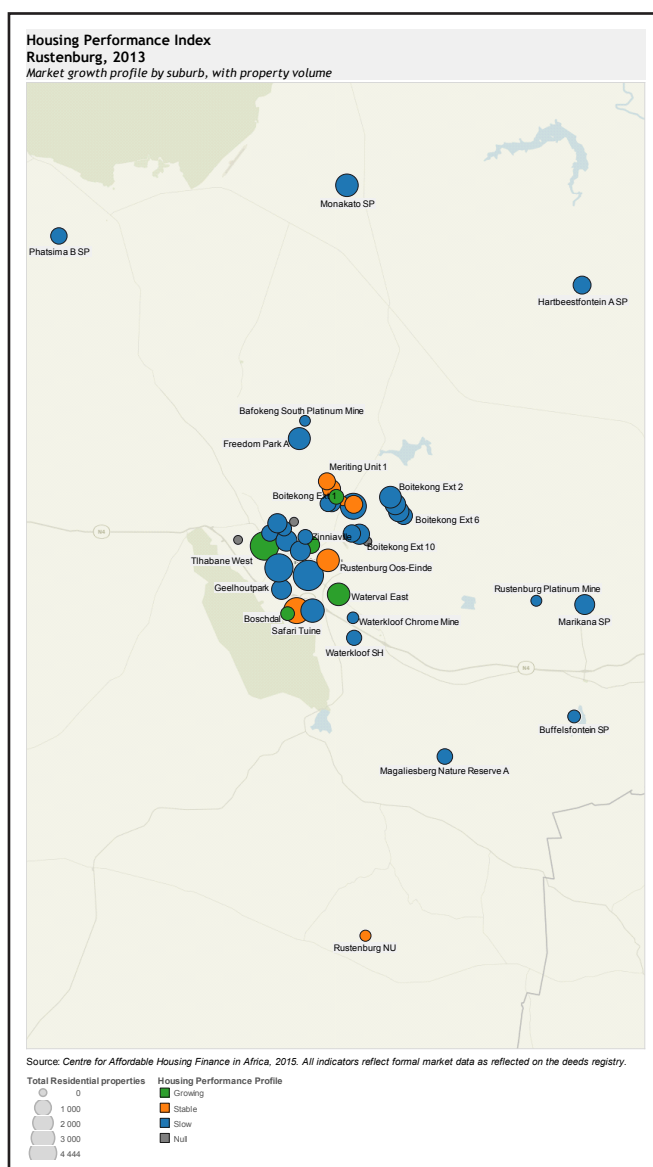 Housing Performance Index
Rustenburg, 2013
Market growth profile by suburb, with property volume
Monakato SP
Phatsima B SP
Hartbeestfontein A SP
Bafokeng South Platinum Mine
Freedom Park A
Meriting Unit 1
Boitekong Ext 2
Boitekong Ext 1
Boitekong Ext 6
N4
Zinniaville
Boitekong Ext 10
Tlhabane West
Rustenburg Oos-Einde
Geelhoutpark
Waterval East
Rustenburg Platinum Mine
Boschdal
Waterkloof Chrome Mine
Marikana SP
Safari Tuine
Waterkloof SH
N4
Buffelsfontein SP
Magaliesberg Nature Reserve A
Rustenburg NU
Source: Centre for Affordable Housing Finance in Africa, 2015. All indicators reflect formal market data as reflected on the deeds registry.
Total Residential properties
0
1 000
2 000
3 000
4 444
Housing Performance Profile
Growing
Stable
Slow
Null